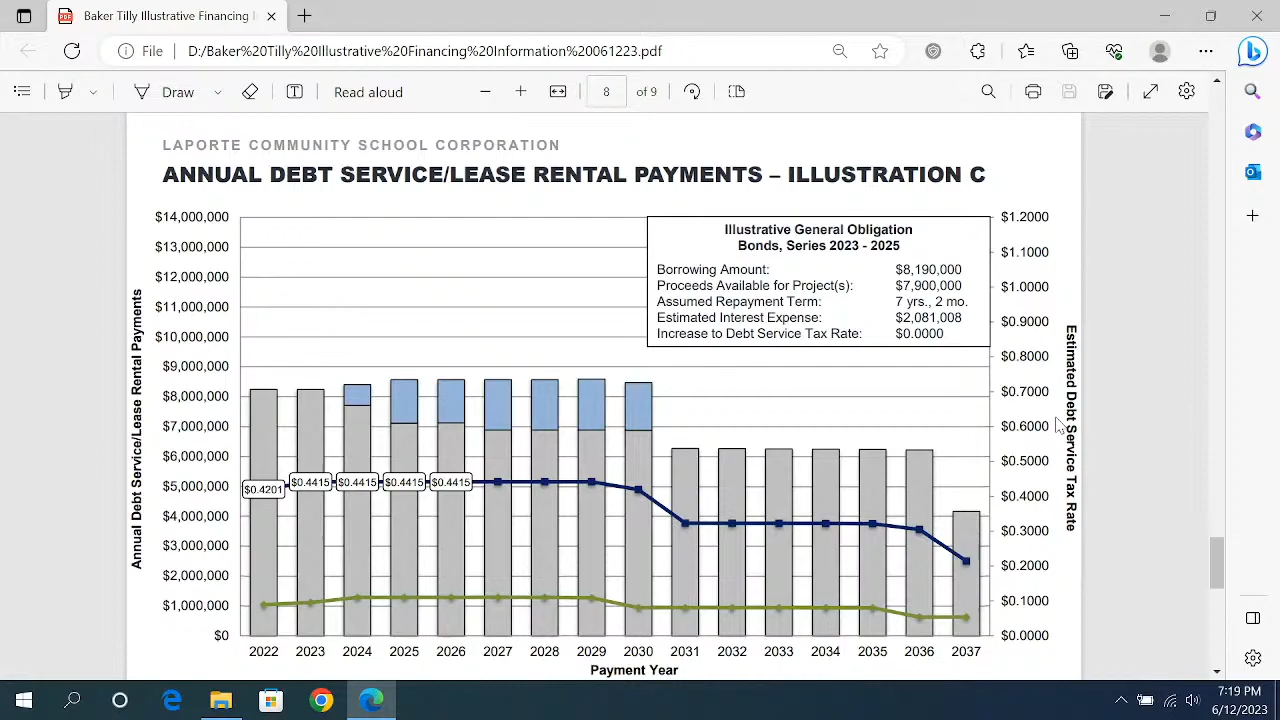 Baker Tilly Illustrative Financing I
File
D:/Baker%20Tilly%20Illustrative%20Financing%20Information%20061223.pdf
Draw
Read aloud
8
of 9
LAPORTE COMMUNITY SCHOOL CORPORATION
ANNUAL DEBT SERVICE/LEASE RENTAL PAYMENTS – ILLUSTRATION C
Annual Debt Service/Lease Rental Payments
$14,000,000
$13,000,000
$12,000,000
$11,000,000
$10,000,000
$9,000,000
$8,000,000
$7,000,000
$6,000,000
$5,000,000
$4,000,000
$3,000,000
$2,000,000
$1,000,000
$0
Illustrative General Obligation
Bonds, Series 2023 - 2025
Borrowing Amount: $8,190,000
Proceeds Available for Project(s): $7,900,000
Assumed Repayment Term: 7 yrs., 2 mo.
Estimated Interest Expense: $2,081,008
Increase to Debt Service Tax Rate: $0.0000
$0.4201
$0.4415
$0.4415
$0.4415
$0.4415
$1.2000
$1.1000
$1.0000
$0.9000
$0.8000
$0.7000
$0.6000
$0.5000
$0.4000
$0.3000
$0.2000
$0.1000
$0.0000
Estimated Debt Service Tax Rate
2022 2023 2024 2025 2026 2027 2028 2029 2030 2031 2032 2033 2034 2035 2036 2037
Payment Year
7:19 PM
6/12/2023